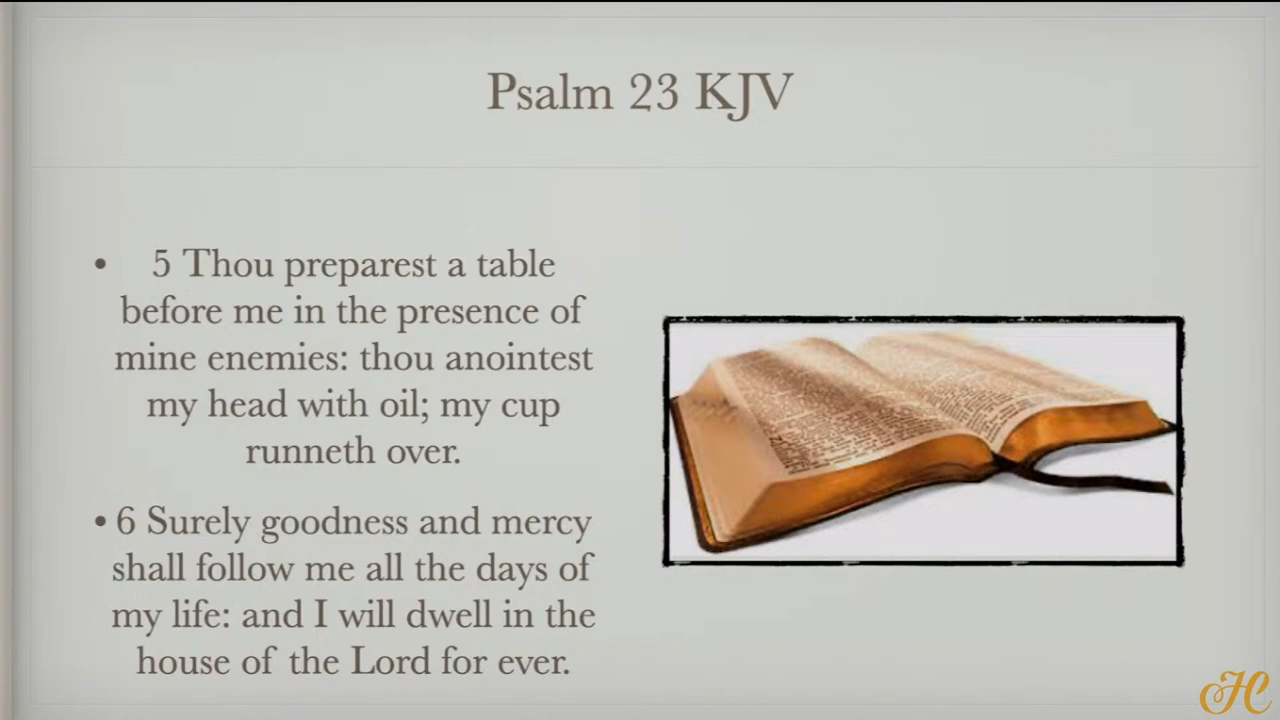 Psalm 23 KJV
• 5 Thou preparest a table
before me in the presence of
mine enemies: thou anointest
my head with oil; my cup
runneth over.
• 6 Surely goodness and mercy
shall follow me all the days of
my life: and I will dwell in the
house of the Lord for ever.